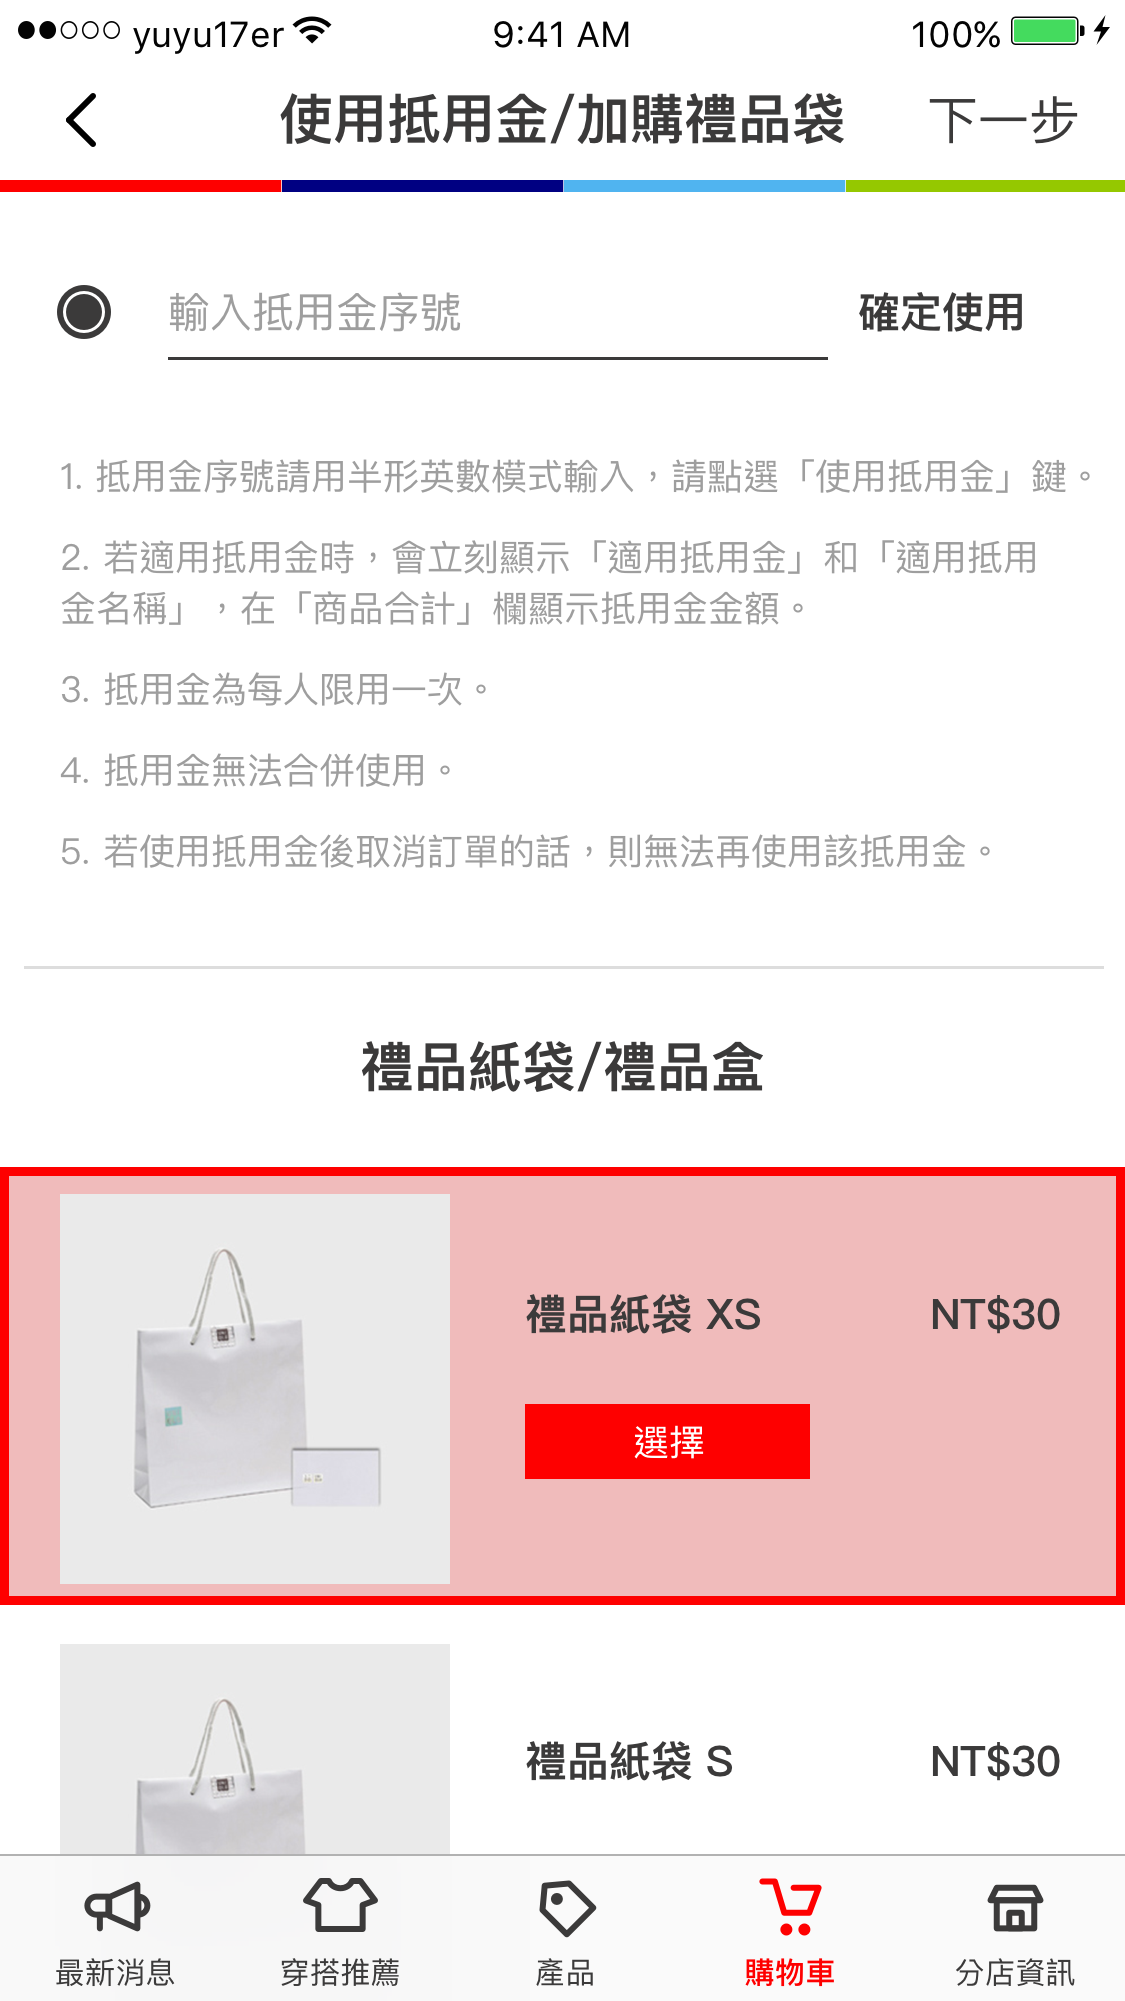 yuyu17er 9:41 AM 100%
使用抵用金/加購禮品袋 下一步
輸入抵用金序號 確定使用
1. 抵用金序號請用半形英數模式輸入，請點選「使用抵用金」鍵。
2. 若適用抵用金時，會立刻顯示「適用抵用金」和「適用抵用
金名稱」，在「商品合計」欄顯示抵用金金額。
3. 抵用金為每人限用一次。
4. 抵用金無法合併使用。
5. 若使用抵用金後取消訂單的話，則無法再使用該抵用金。
禮品紙袋/禮品盒
禮品紙袋 XS NT$30
選擇
禮品紙袋 S NT$30
最新消息 穿搭推薦 產品 購物車 分店資訊